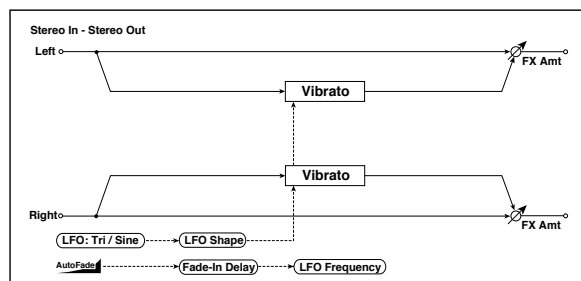 Stereo In - Stereo Out
Left
FX Amt
Vibrato
Vibrato
Right
FX Amt
LFO: Tri / Sine
LFO Shape
AutoFade
Fade-In Delay
LFO Frequency